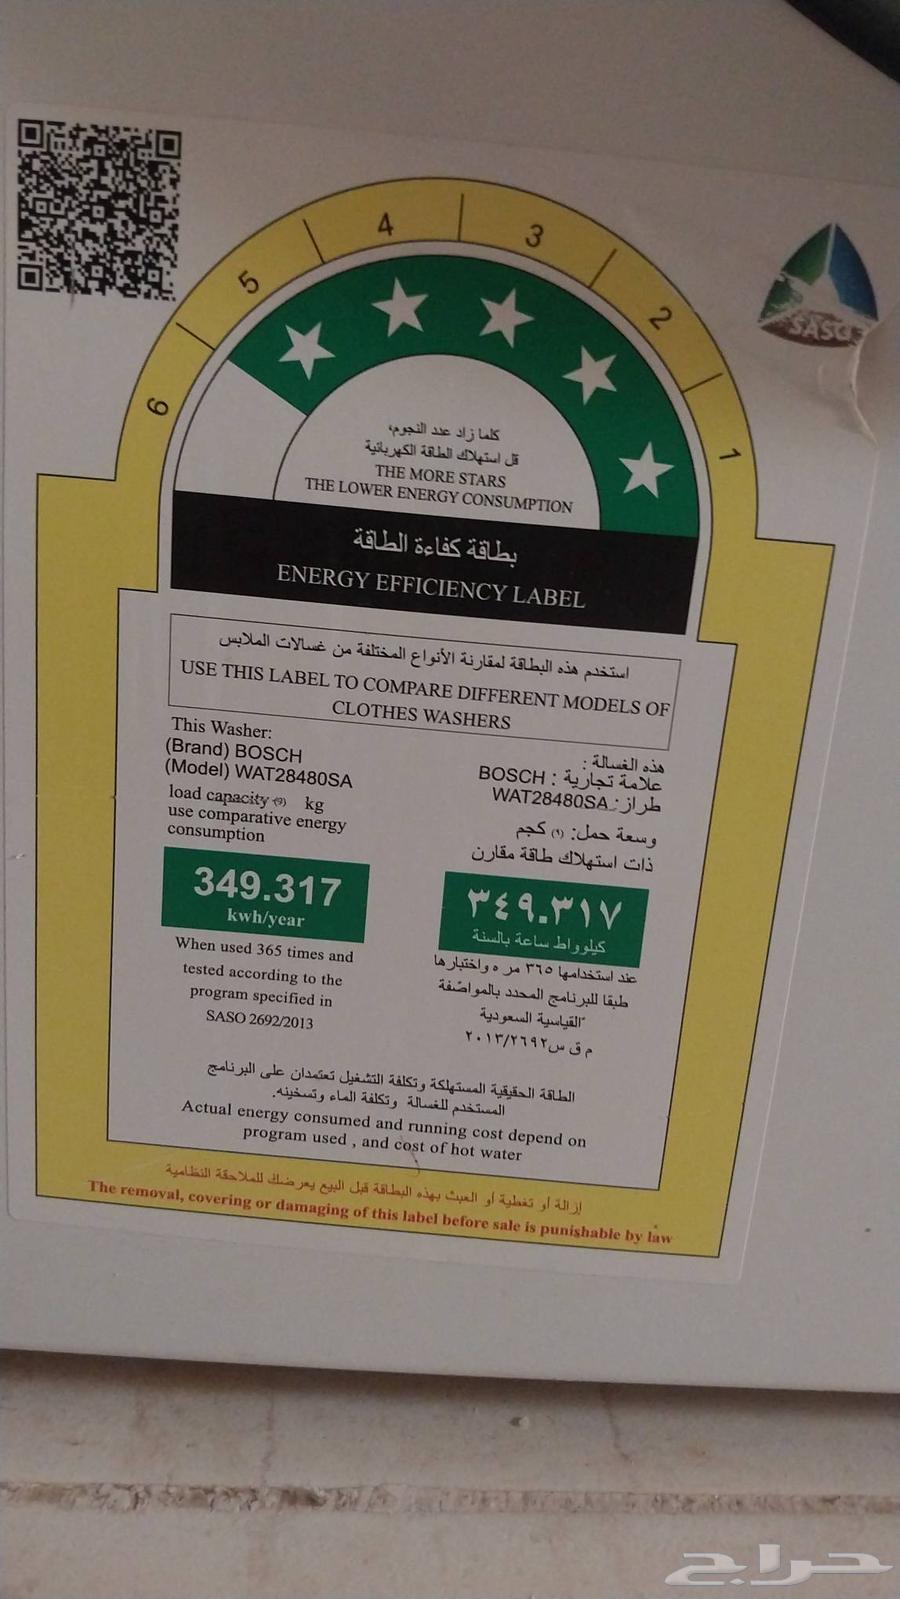 6
5
4
3
2
1
SASO
كلما زاد عدد النجوم،
قل استهلاك الطاقة الكهربائية
THE MORE STARS
THE LOWER ENERGY CONSUMPTION
بطاقة كفاءة الطاقة
ENERGY EFFICIENCY LABEL
استخدم هذه البطاقة لمقارنة الأنواع المختلفة من غسالات الملابس
USE THIS LABEL TO COMPARE DIFFERENT MODELS OF
CLOTHES WASHERS
This Washer:
(Brand) BOSCH
(Model) WAT28480SA
load capacity (9) kg
use comparative energy
consumption
349.317
kwh/year
When used 365 times and
tested according to the
program specified in
SASO 2692/2013
هذه الغسالة :
علامة تجارية : BOSCH
طراز: WAT28480SA
وسعة حمل: (٩) كجم
ذات استهلاك طاقة مقارن
٣٤٩.٣١٧
كيلوواط ساعة بالسنة
عند استخدامها ٣٦٥ مر ه واختبارها
طبقا للبرنامج المحدد بالمواصفة
القياسية السعودية
م ق س٢٠١٣/٢٦٩٢
الطاقة الحقيقية المستهلكة وتكلفة التشغيل تعتمدان على البرنامج
المستخدم للغسالة وتكلفة الماء وتسخينه.
Actual energy consumed and running cost depend on
program used , and cost of hot water
إزالة أو تغطية أو العبث بهذه البطاقة قبل البيع يعرضك للملاحقة النظامية
The removal, covering or damaging of this label before sale is punishable by law
حراج